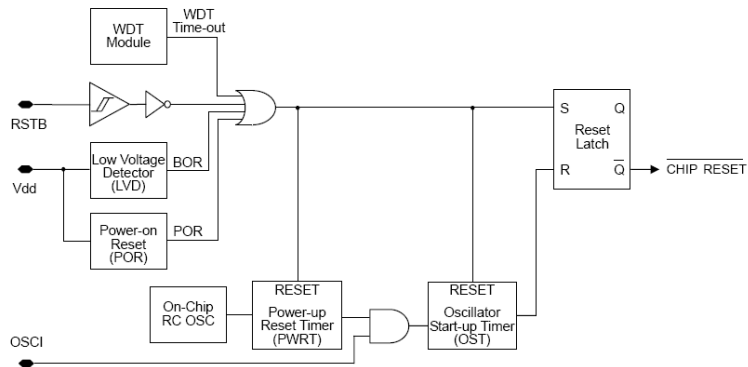 WDT
Time-out
WDT
Module
RSTB
Low Voltage
Detector
(LVD)
BOR
Vdd
Power-on
Reset
(POR)
POR
S
Q
Reset
Latch
R
Q
CHIP RESET
On-Chip
RC OSC
RESET
Power-up
Reset Timer
(PWRT)
RESET
Oscillator
Start-up Timer
(OST)
OSCI